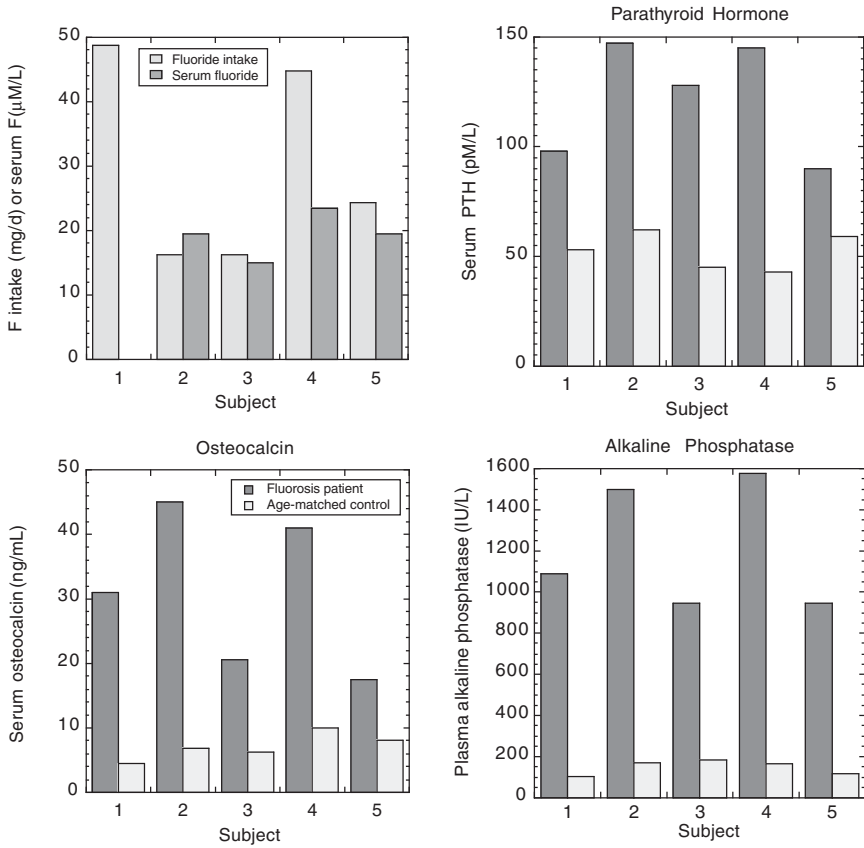 50
40
30
20
10
0
F intake (mg/d) or serum F(µM/L)
Fluoride intake
Serum fluoride
1 2 3 4 5
Subject
Parathyroid Hormone
150
100
50
0
Serum PTH (pM/L)
1 2 3 4 5
Subject
Osteocalcin
50
40
30
20
10
0
Serum osteocalcin (ng/mL)
Fluorosis patient
Age-matched control
1 2 3 4 5
Subject
Alkaline Phosphatase
1600
1400
1200
1000
800
600
400
200
0
Plasma alkaline phosphatase (IU/L)
1 2 3 4 5
Subject